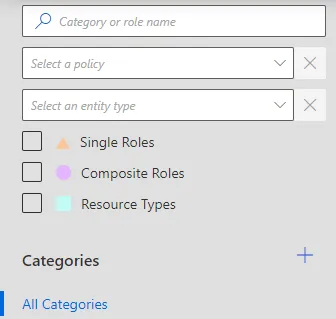 Category or role name
Select a policy
Select an entity type
Single Roles
Composite Roles
Resource Types
Categories
All Categories